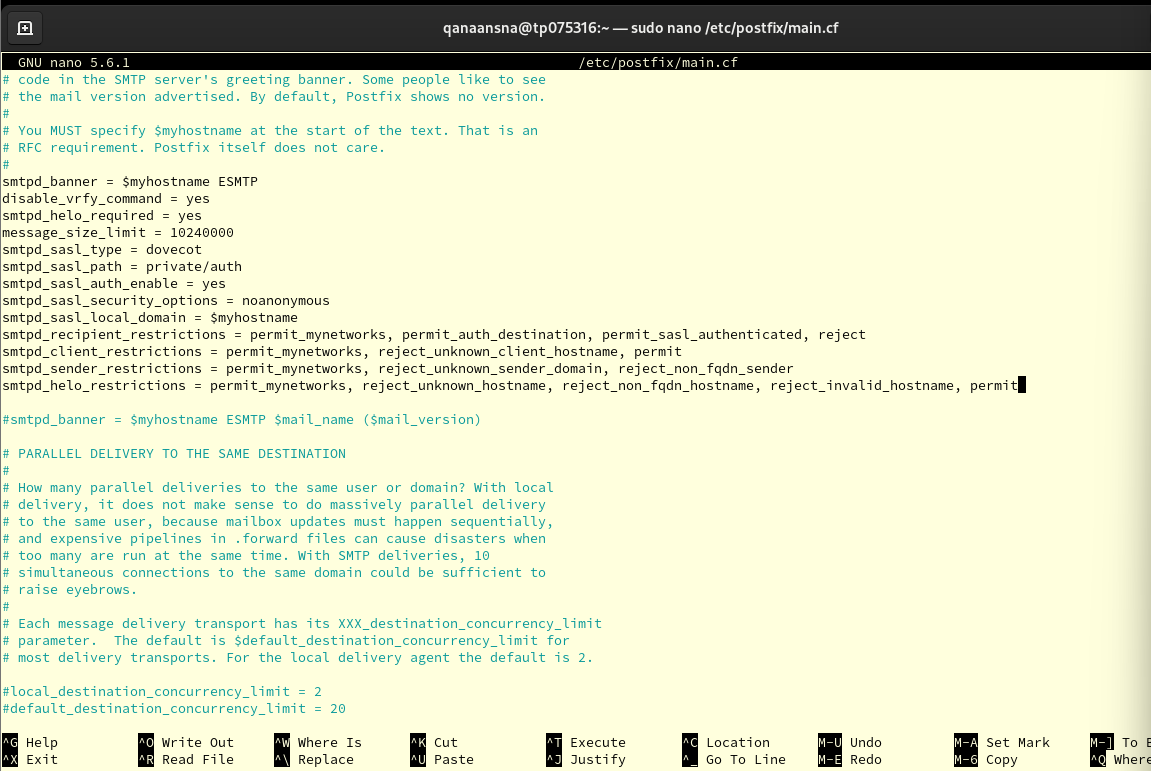 qanaansna@tp075316:~ — sudo nano /etc/postfix/main.cf
GNU nano 5.6.1 /etc/postfix/main.cf
# code in the SMTP server's greeting banner. Some people like to see
# the mail version advertised. By default, Postfix shows no version.
#
# You MUST specify $myhostname at the start of the text. That is an
# RFC requirement. Postfix itself does not care.
#
smtpd_banner = $myhostname ESMTP
disable_vrfy_command = yes
smtpd_helo_required = yes
message_size_limit = 10240000
smtpd_sasl_type = dovecot
smtpd_sasl_path = private/auth
smtpd_sasl_auth_enable = yes
smtpd_sasl_security_options = noanonymous
smtpd_sasl_local_domain = $myhostname
smtpd_recipient_restrictions = permit_mynetworks, permit_auth_destination, permit_sasl_authenticated, reject
smtpd_client_restrictions = permit_mynetworks, reject_unknown_client_hostname, permit
smtpd_sender_restrictions = permit_mynetworks, reject_unknown_sender_domain, reject_non_fqdn_sender
smtpd_helo_restrictions = permit_mynetworks, reject_unknown_hostname, reject_non_fqdn_hostname, reject_invalid_hostname, permit
#smtpd_banner = $myhostname ESMTP $mail_name ($mail_version)
# PARALLEL DELIVERY TO THE SAME DESTINATION
#
# How many parallel deliveries to the same user or domain? With local
# delivery, it does not make sense to do massively parallel delivery
# to the same user, because mailbox updates must happen sequentially,
# and expensive pipelines in .forward files can cause disasters when
# too many are run at the same time. With SMTP deliveries, 10
# simultaneous connections to the same domain could be sufficient to
# raise eyebrows.
#
# Each message delivery transport has its XXX_destination_concurrency_limit
# parameter.  The default is $default_destination_concurrency_limit for
# most delivery transports. For the local delivery agent the default is 2.
#local_destination_concurrency_limit = 2
#default_destination_concurrency_limit = 20
^G Help ^O Write Out ^W Where Is ^K Cut ^T Execute ^C Location M-U Undo M-A Set Mark M-] To
^X Exit ^R Read File ^\ Replace ^U Paste ^J Justify ^_ Go To Line M-E Redo M-6 Copy ^Q Where